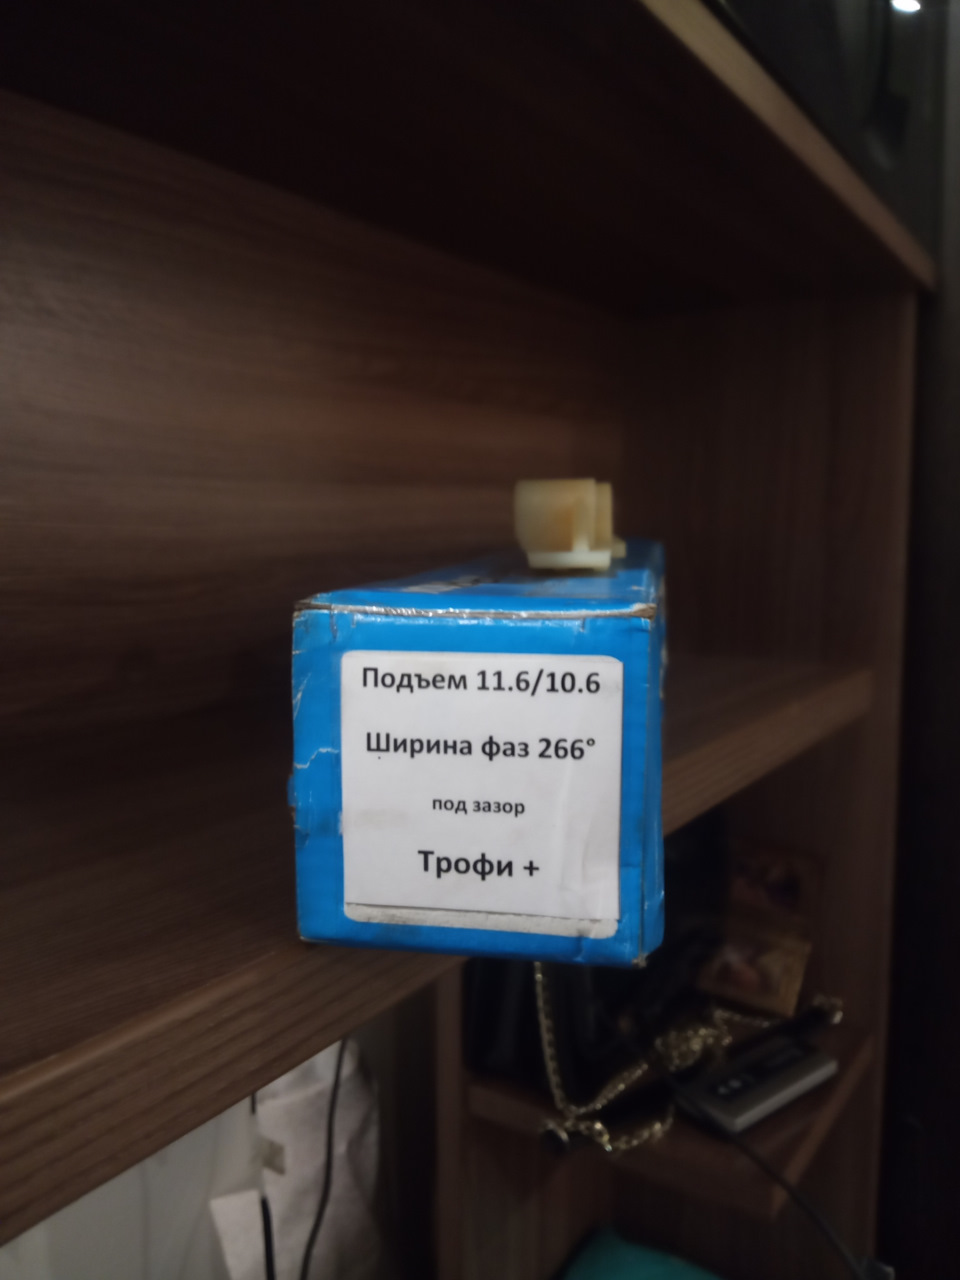 Подъем 11.6/10.6
Ширина фаз 266°
под зазор
Трофи +